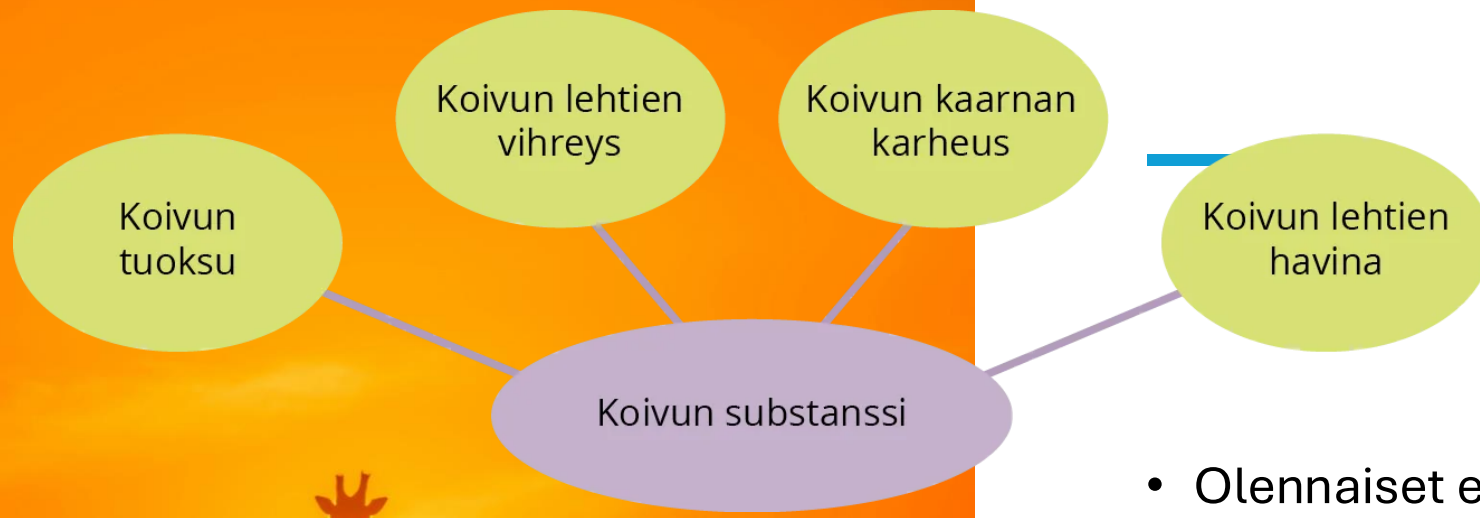 Koivun lehtien
vihreys
Koivun kaarnan
karheus
Koivun
tuoksu
Koivun lehtien
havina
Koivun substanssi
• Olennaiset